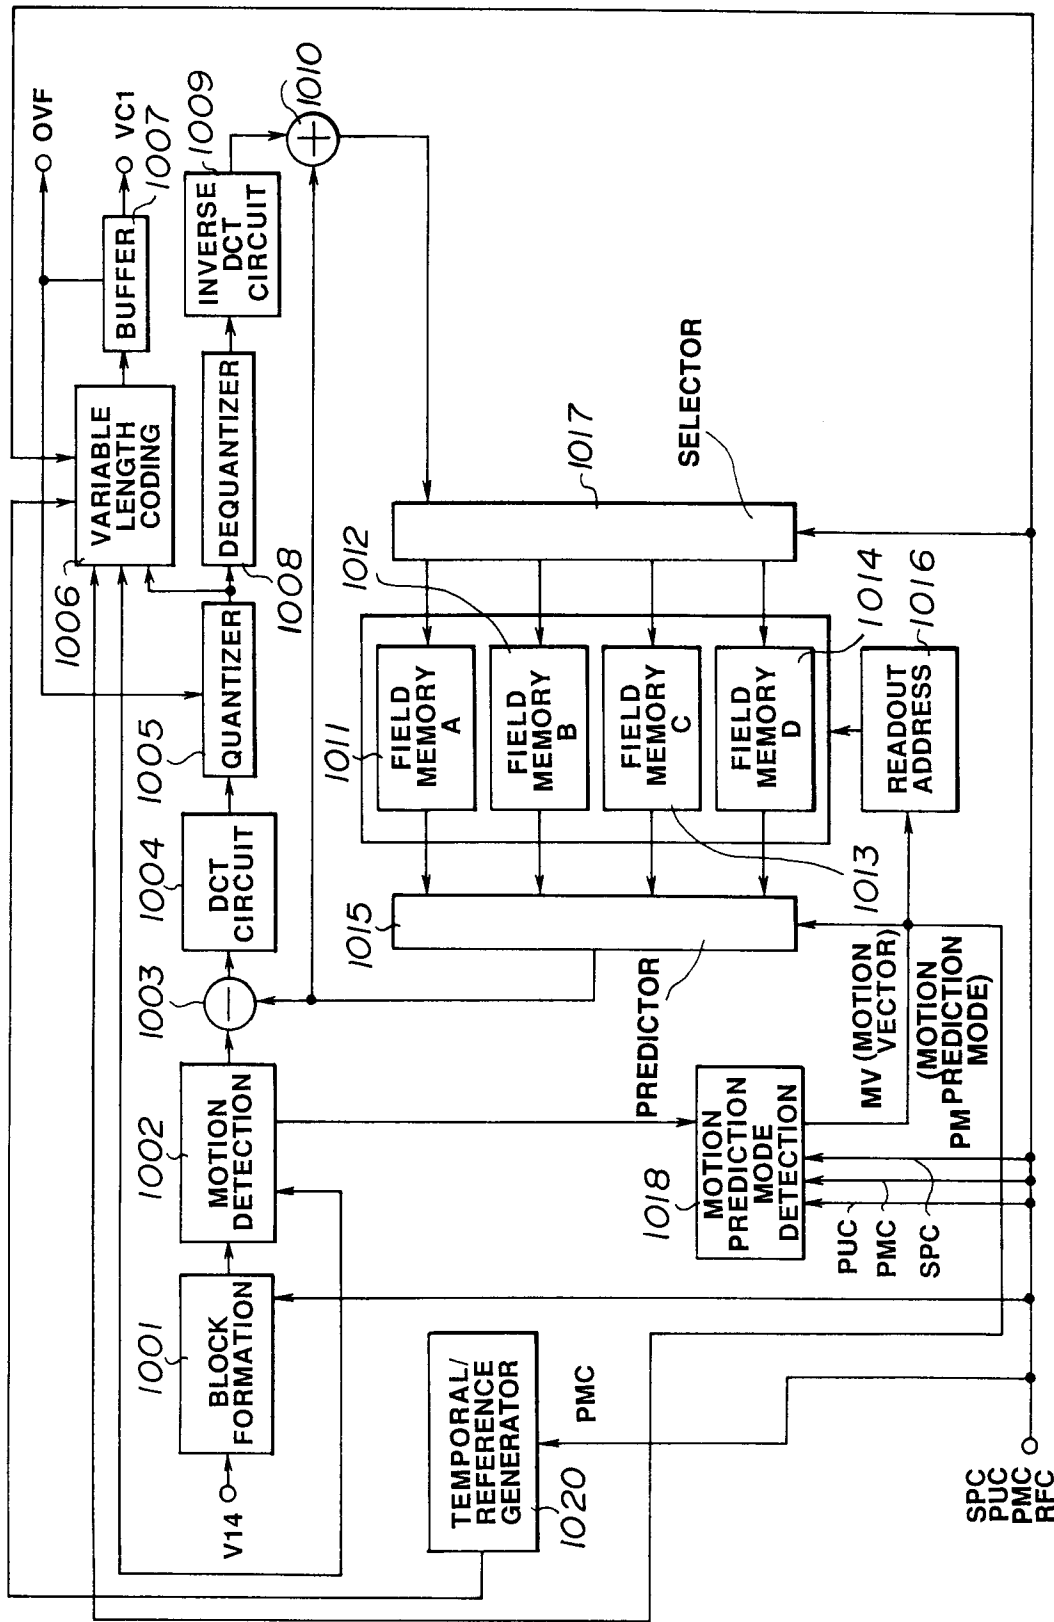 OVF
VC1
1007
BUFFER
VARIABLE
LENGTH
CODING
1006
INVERSE
DCT
CIRCUIT
1009
1010
DEQUANTIZER
1008
QUANTIZER
1005
DCT
CIRCUIT
1004
1003
MOTION
DETECTION
1002
BLOCK
FORMATION
1001
V14
SELECTOR
1017
1012
1014
1016
FIELD
MEMORY
A
1011
FIELD
MEMORY
B
FIELD
MEMORY
C
FIELD
MEMORY
D
1013
READOUT
ADDRESS
1015
PREDICTOR
MV (MOTION
VECTOR)
PM (MOTION
PREDICTION
MODE)
MOTION
PREDICTION
MODE
DETECTION
1018
PUC
PMC
SPC
TEMPORAL/
REFERENCE
GENERATOR
1020
PMC
SPC
PUC
PMC
RFC